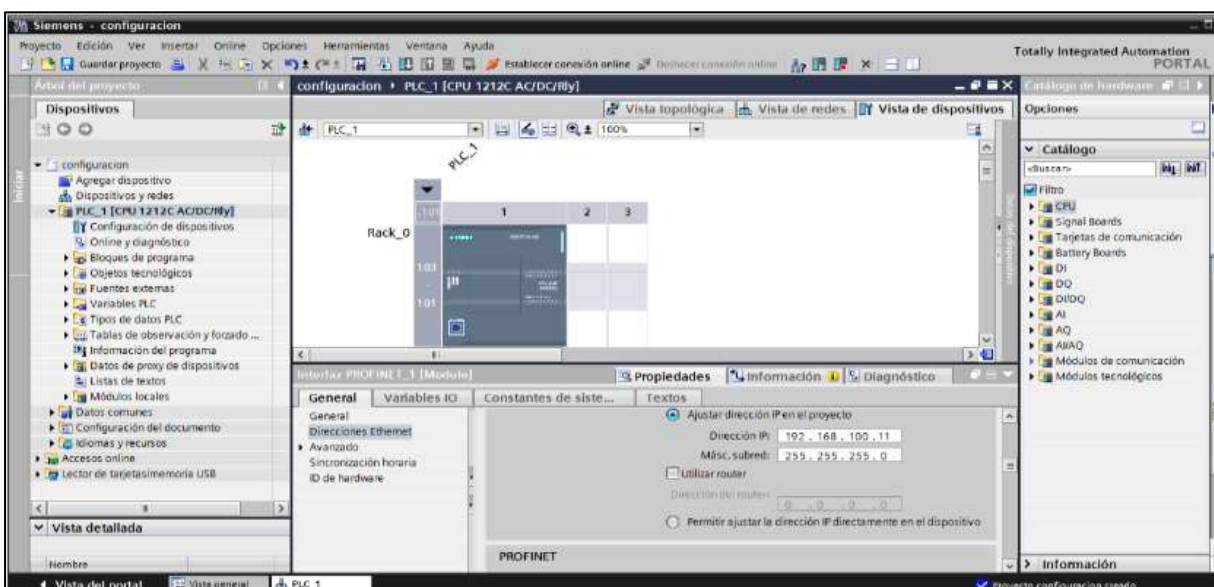 Siemens - configuracion
Proyecto Edición Ver Insertar Online Opciones Herramientas Ventana Ayuda
Totally Integrated Automation
PORTAL
Guardar proyecto
Establecer conexión online
Deshacer conexión online
Árbol del proyecto
configuracion PLC_1 [CPU 1212C AC/DC/Rly]
Catálogo de hardware
Dispositivos
Vista topológica
Vista de redes
Vista de dispositivos
Opciones
PLC_1
100%
Iniciar
configuracion
Agregar dispositivo
Dispositivos y redes
PLC_1 [CPU 1212C AC/DC/Rly]
Configuración de dispositivos
Online y diagnóstico
Bloques de programa
Objetos tecnológicos
Fuentes externas
Variables PLC
Tipos de datos PLC
Tablas de observación y forzado ...
Información del programa
Datos de proxy de dispositivos
Listas de textos
Módulos locales
Datos comunes
Configuración del documento
Idiomas y recursos
Accesos online
Lector de tarjetas/memoria USB
Vista detallada
Nombre
PLC_1
1 2 3
Rack_0
103
101
Catálogo
<Buscar>
Filtro
CPU
Signal Boards
Tarjetas de comunicación
Battery Boards
DI
DQ
DI/DQ
AI
AQ
AI/AQ
Módulos de comunicación
Módulos tecnológicos
Interfaz PROFINET_1 [Module]
Propiedades
Información
Diagnóstico
General
Variables IO
Constantes de siste...
Textos
General
Direcciones Ethernet
Avanzado
Sincronización horaria
ID de hardware
Ajustar dirección IP en el proyecto
Dirección IP: 192 . 168 . 100 . 11
Másc. subred: 255 . 255 . 255 . 0
Utilizar router
Dirección del router: 0 . 0 . 0 . 0
Permitir ajustar la dirección IP directamente en el dispositivo
PROFINET
Información
Vista del portal
Vista general
PLC_1
Proyecto configuracion creado.